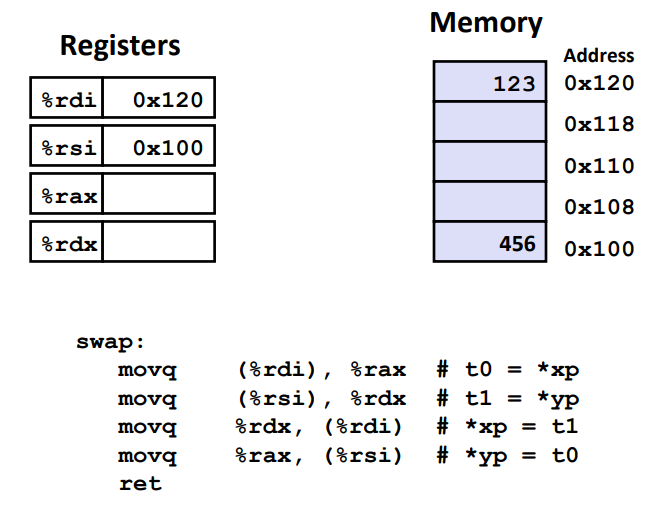 Registers
%rdi 0x120
%rsi 0x100
%rax
%rdx
Memory
Address
123 0x120
0x118
0x110
0x108
456 0x100
swap:
movq (%rdi), %rax # t0 = *xp
movq (%rsi), %rdx # t1 = *yp
movq %rdx, (%rdi) # *xp = t1
movq %rax, (%rsi) # *yp = t0
ret